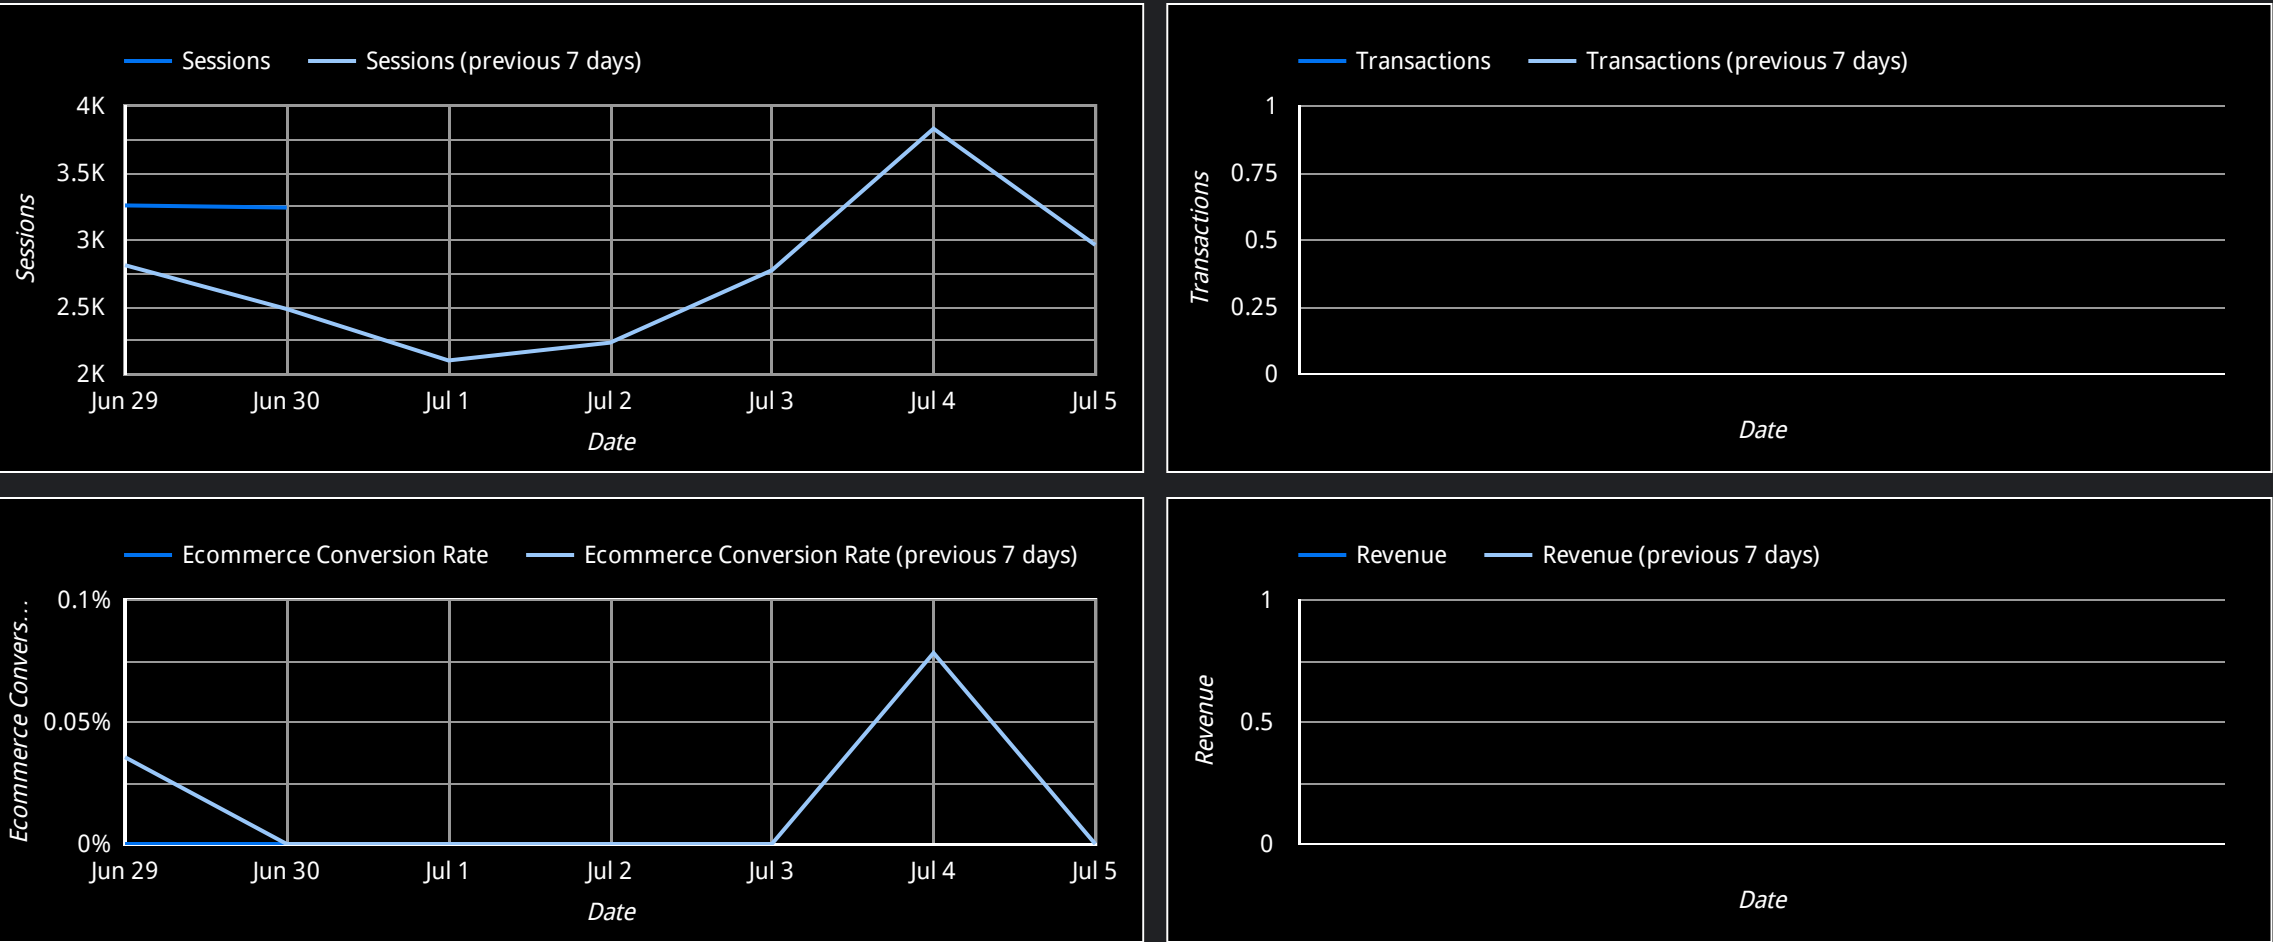 Sessions Sessions (previous 7 days)
4K
3.5K
3K
2.5K
2K
Sessions
Jun 29 Jun 30 Jul 1 Jul 2 Jul 3 Jul 4 Jul 5
Date
Transactions Transactions (previous 7 days)
1
0.75
0.5
0.25
0
Transactions
Date
Ecommerce Conversion Rate Ecommerce Conversion Rate (previous 7 days)
0.1%
0.05%
0%
Ecommerce Convers...
Jun 29 Jun 30 Jul 1 Jul 2 Jul 3 Jul 4 Jul 5
Date
Revenue Revenue (previous 7 days)
1
0.5
0
Revenue
Date